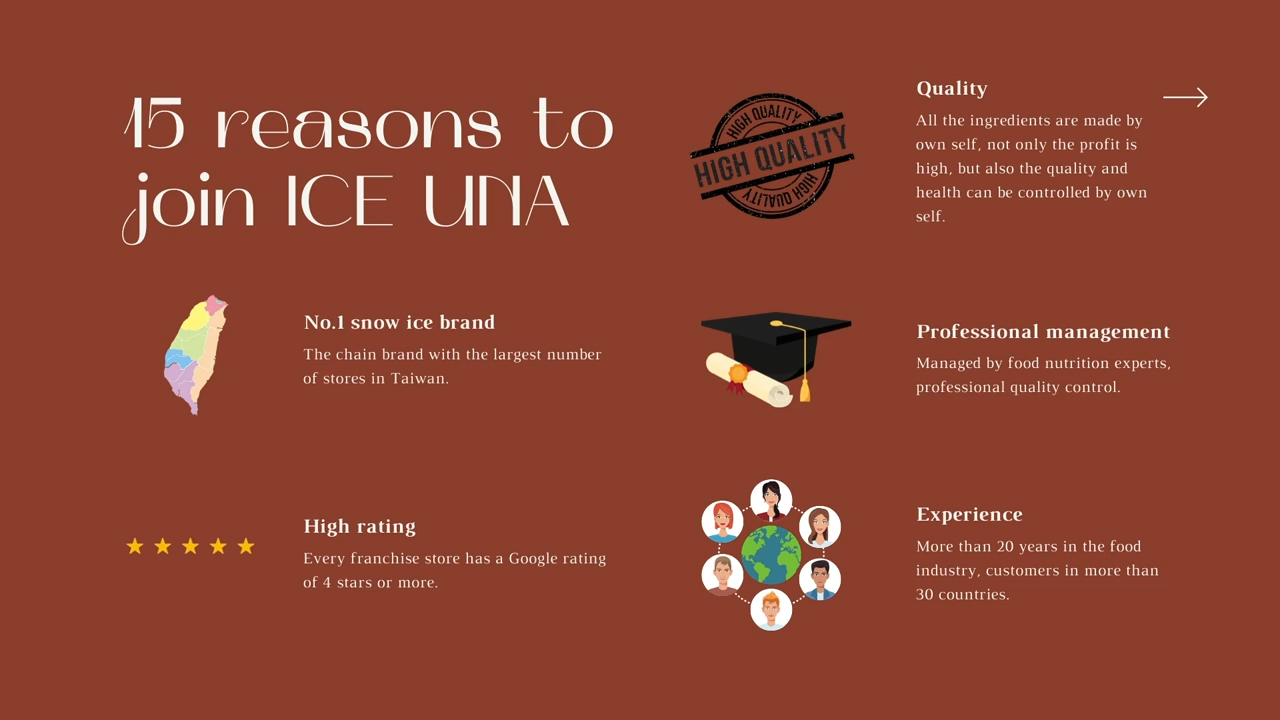 15 reasons to
join ICE UNA
No.1 snow ice brand
The chain brand with the largest number
of stores in Taiwan.
High rating
Every franchise store has a Google rating
of 4 stars or more.
HIGH QUALITY
HIGH QUALITY
HIGH QUALITY
Quality
All the ingredients are made by
own self, not only the profit is
high, but also the quality and
health can be controlled by own
self.
Professional management
Managed by food nutrition experts,
professional quality control.
Experience
More than 20 years in the food
industry, customers in more than
30 countries.